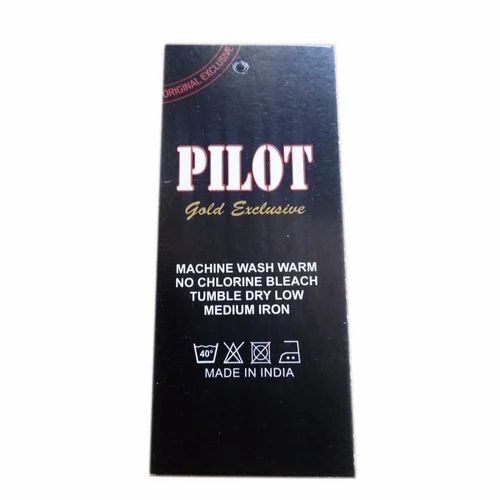 ORIGINAL EXCLUSIVE
PILOT
Gold Exclusive
MACHINE WASH WARM
NO CHLORINE BLEACH
TUMBLE DRY LOW
MEDIUM IRON
40°
MADE IN INDIA